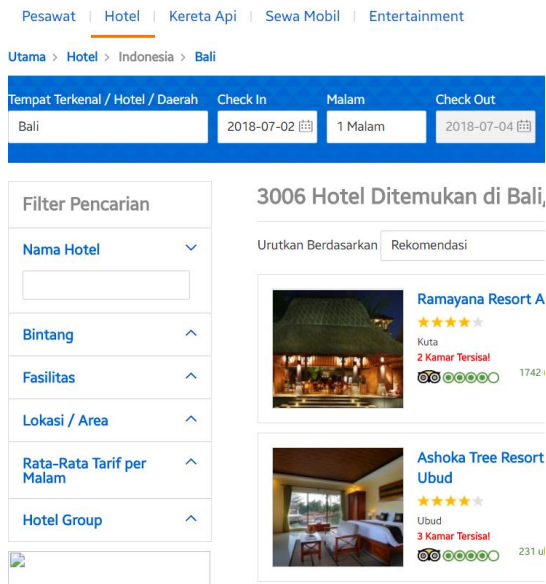 Pesawat Hotel Kereta Api Sewa Mobil Entertainment
Utama > Hotel > Indonesia > Bali
Tempat Terkenal / Hotel / Daerah Check In Malam Check Out
Bali 2018-07-02 1 Malam 2018-07-04
Filter Pencarian
Nama Hotel
Bintang
Fasilitas
Lokasi / Area
Rata-Rata Tarif per
Malam
Hotel Group
3006 Hotel Ditemukan di Bali,
Urutkan Berdasarkan Rekomendasi
Ramayana Resort A
Kuta
2 Kamar Tersisa!
1742
Ashoka Tree Resort
Ubud
Ubud
3 Kamar Tersisa!
231 ul